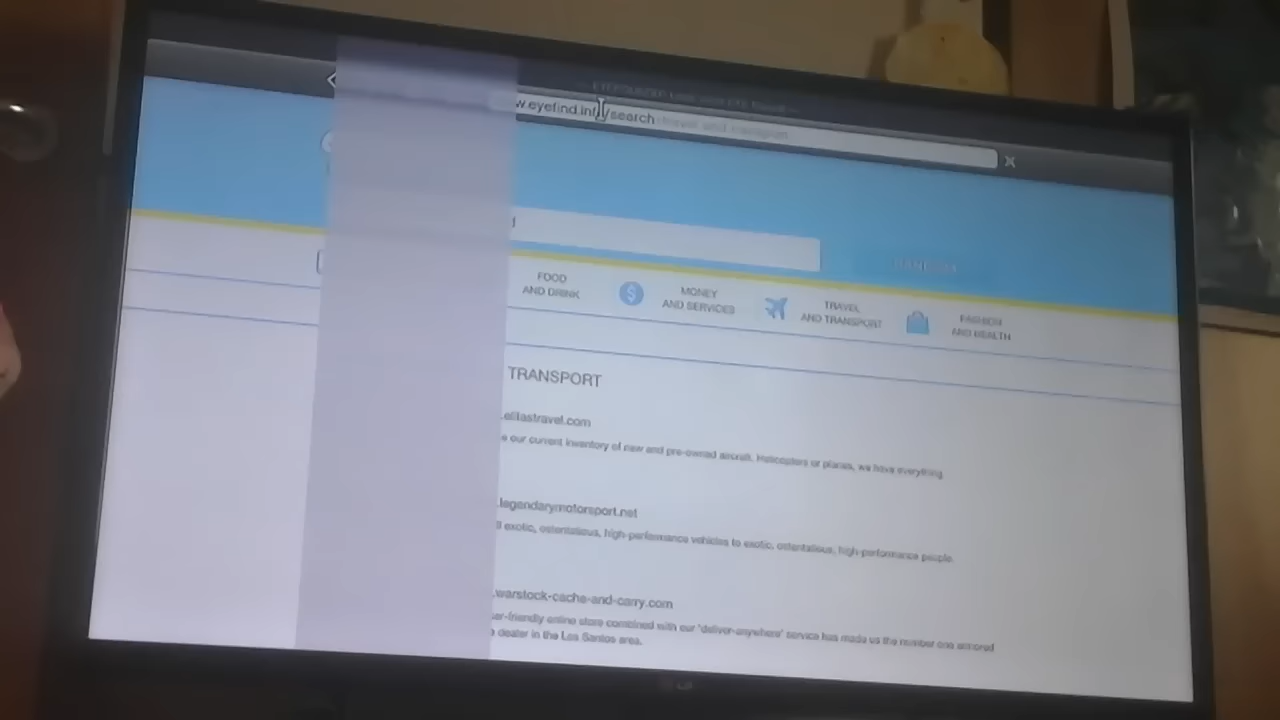 w.eyefind.info/search
X
FOOD
AND DRINK
MONEY
AND SERVICES
TRAVEL
AND TRANSPORT
FASHION
AND HEALTH
TRANSPORT
.elitastravel.com
e our current inventory of new and pre-owned aircraft. Helicopters or planes, we have everything.
.legendarymotorsport.net
ll exotic, ostentatious, high-performance vehicles to exotic, ostentatious, high-performance people.
.warstock-cache-and-carry.com
ser-friendly online store combined with our "deliver-anywhere" service has made us the number one armored
dealer in the Los Santos area.